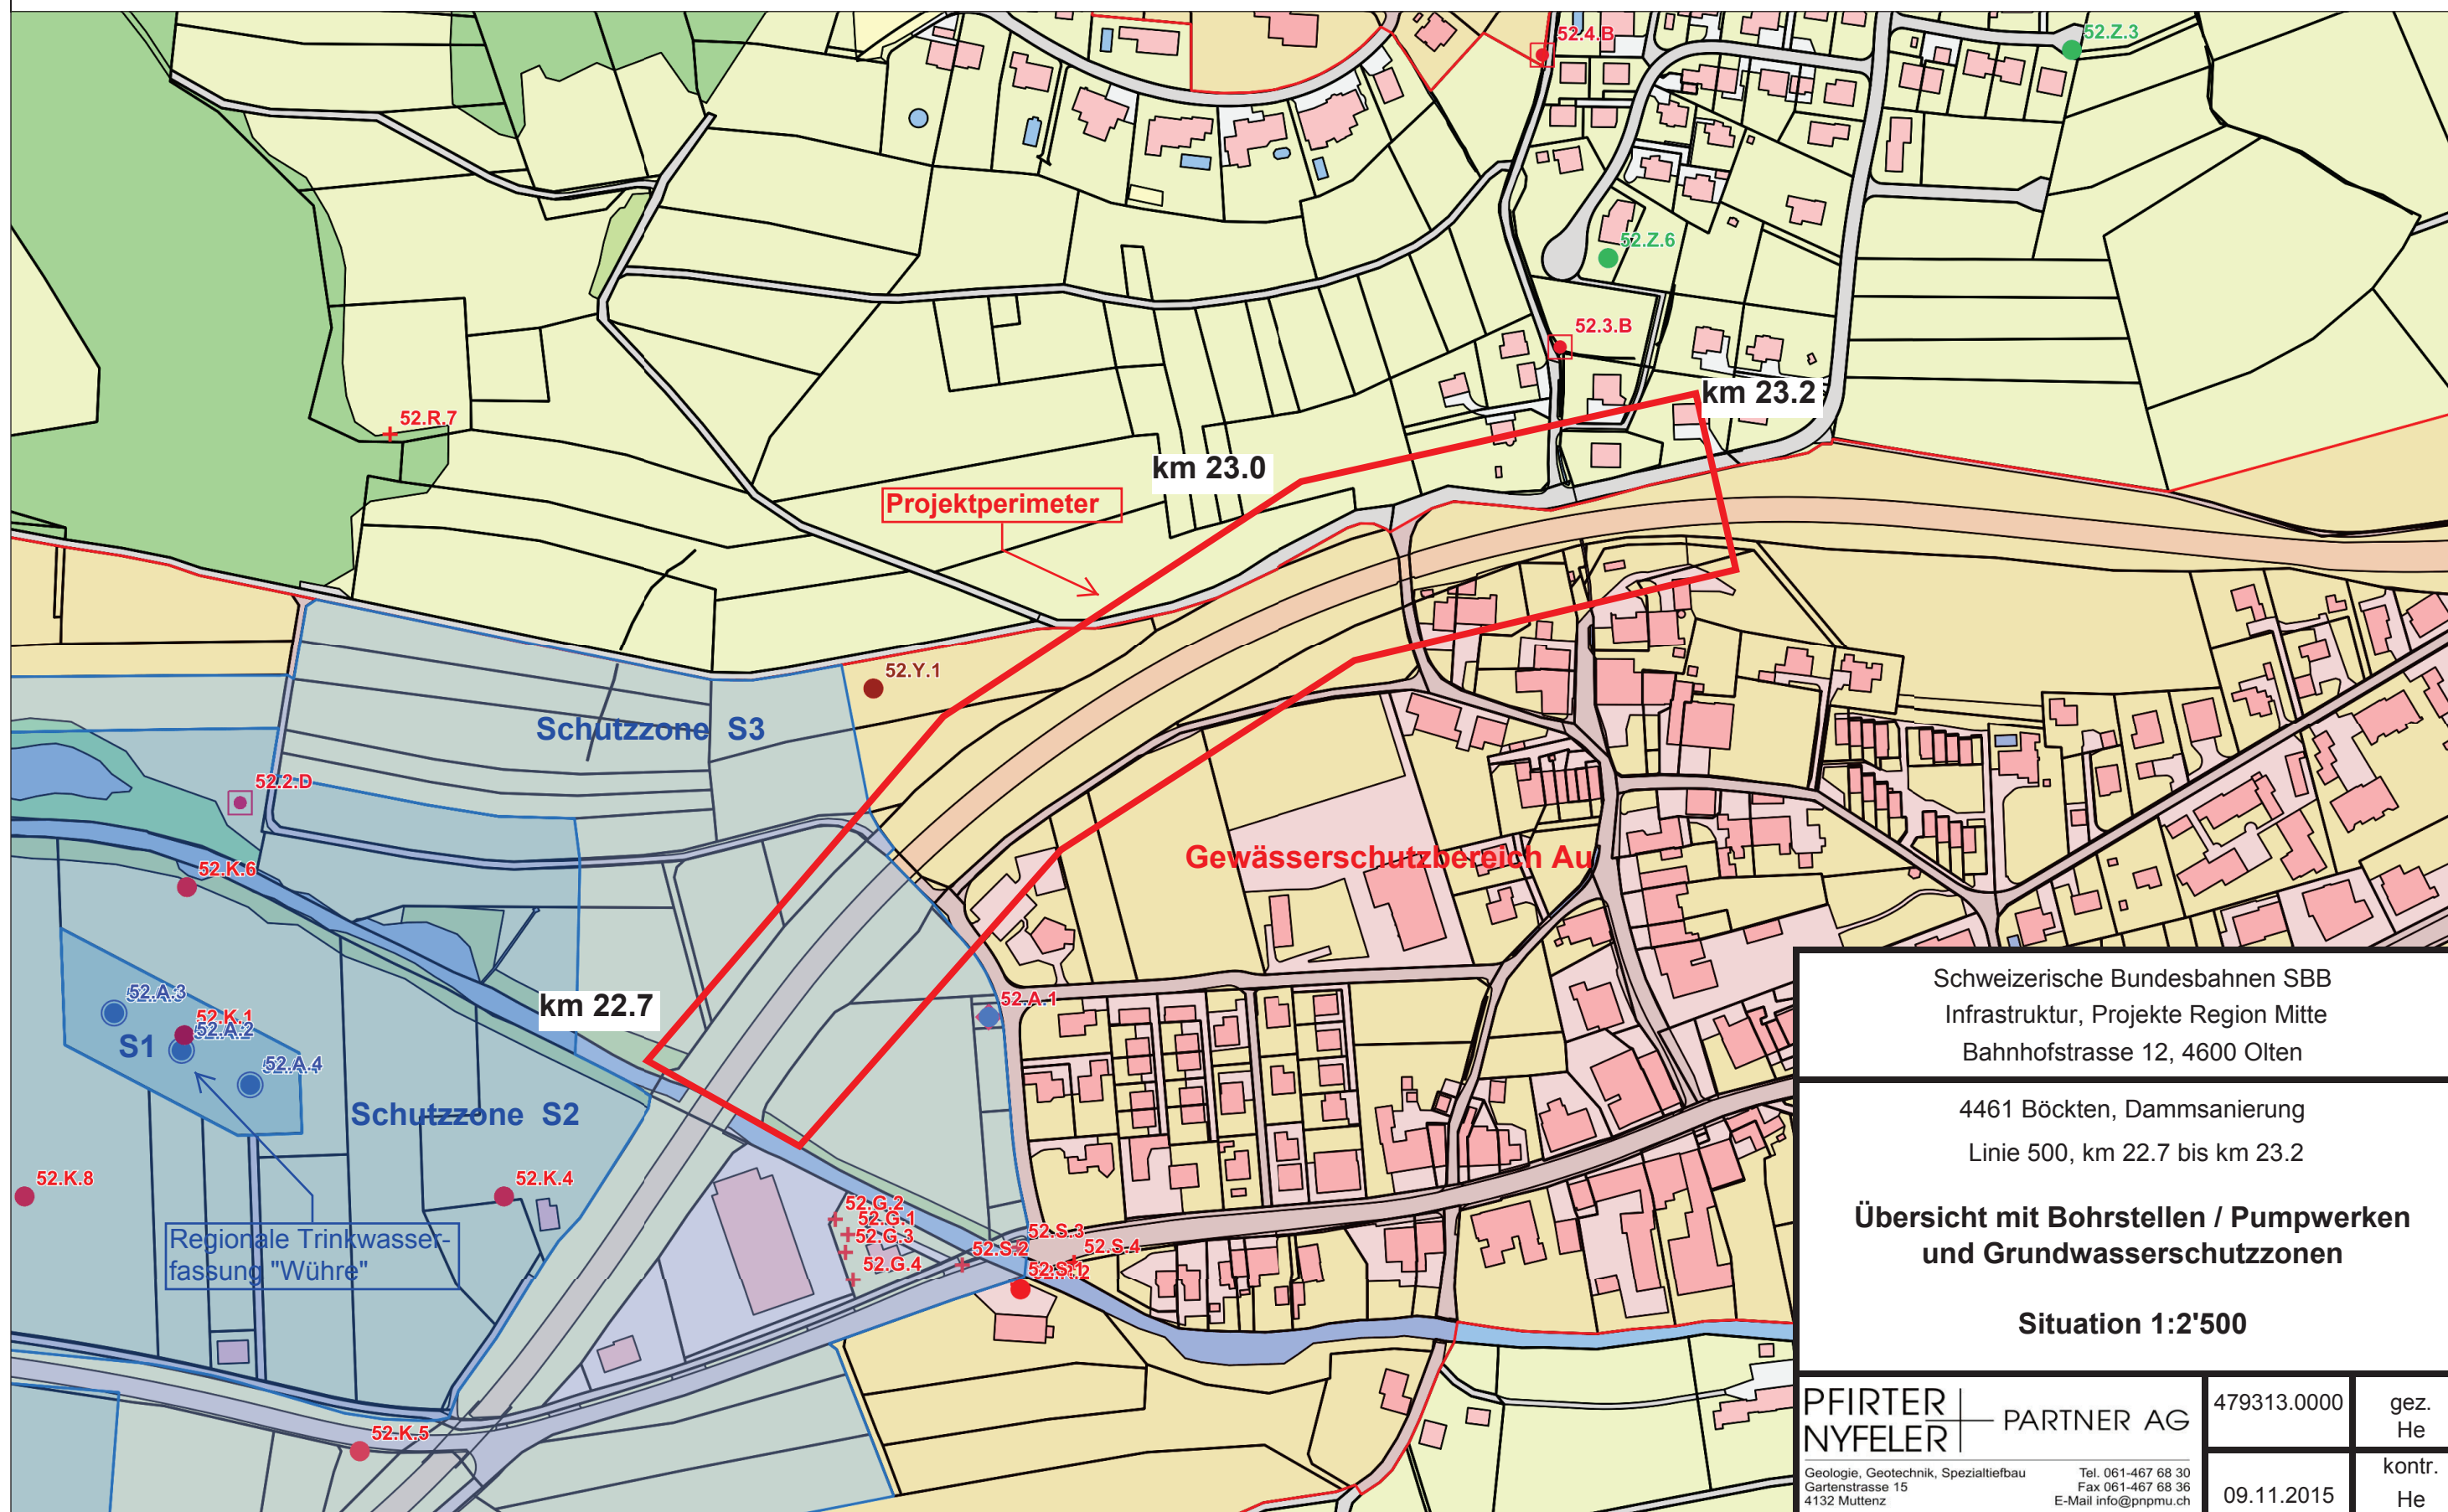 52.4.B
52.Z.3
52.Z.6
52.3.B
km 23.2
52.R.7
km 23.0
Projektperimeter
52.Y.1
Schutzzone S3
52.2.D
Gewässerschutzbereich Au
52.K.6
52.A.3
52.K.1
52.A.2
S1
52.A.4
km 22.7
52.A.1
Schutzzone S2
52.K.8
52.K.4
Regionale Trinkwasser-
fassung "Wühre"
52.G.2
52.G.1
52.G.3
52.G.4
52.S.3
52.S.2
52.S.4
52.S.1
52.K.5
Schweizerische Bundesbahnen SBB
Infrastruktur, Projekte Region Mitte
Bahnhofstrasse 12, 4600 Olten
4461 Böckten, Dammsanierung
Linie 500, km 22.7 bis km 23.2
Übersicht mit Bohrstellen / Pumpwerken
und Grundwasserschutzzonen
Situation 1:2'500
PFIRTER
NYFELER
PARTNER AG
Geologie, Geotechnik, Spezialtiefbau
Gartenstrasse 15
4132 Muttenz
Tel. 061-467 68 30
Fax 061-467 68 36
E-Mail info@pnpmu.ch
479313.0000
gez.
He
09.11.2015
kontr.
He